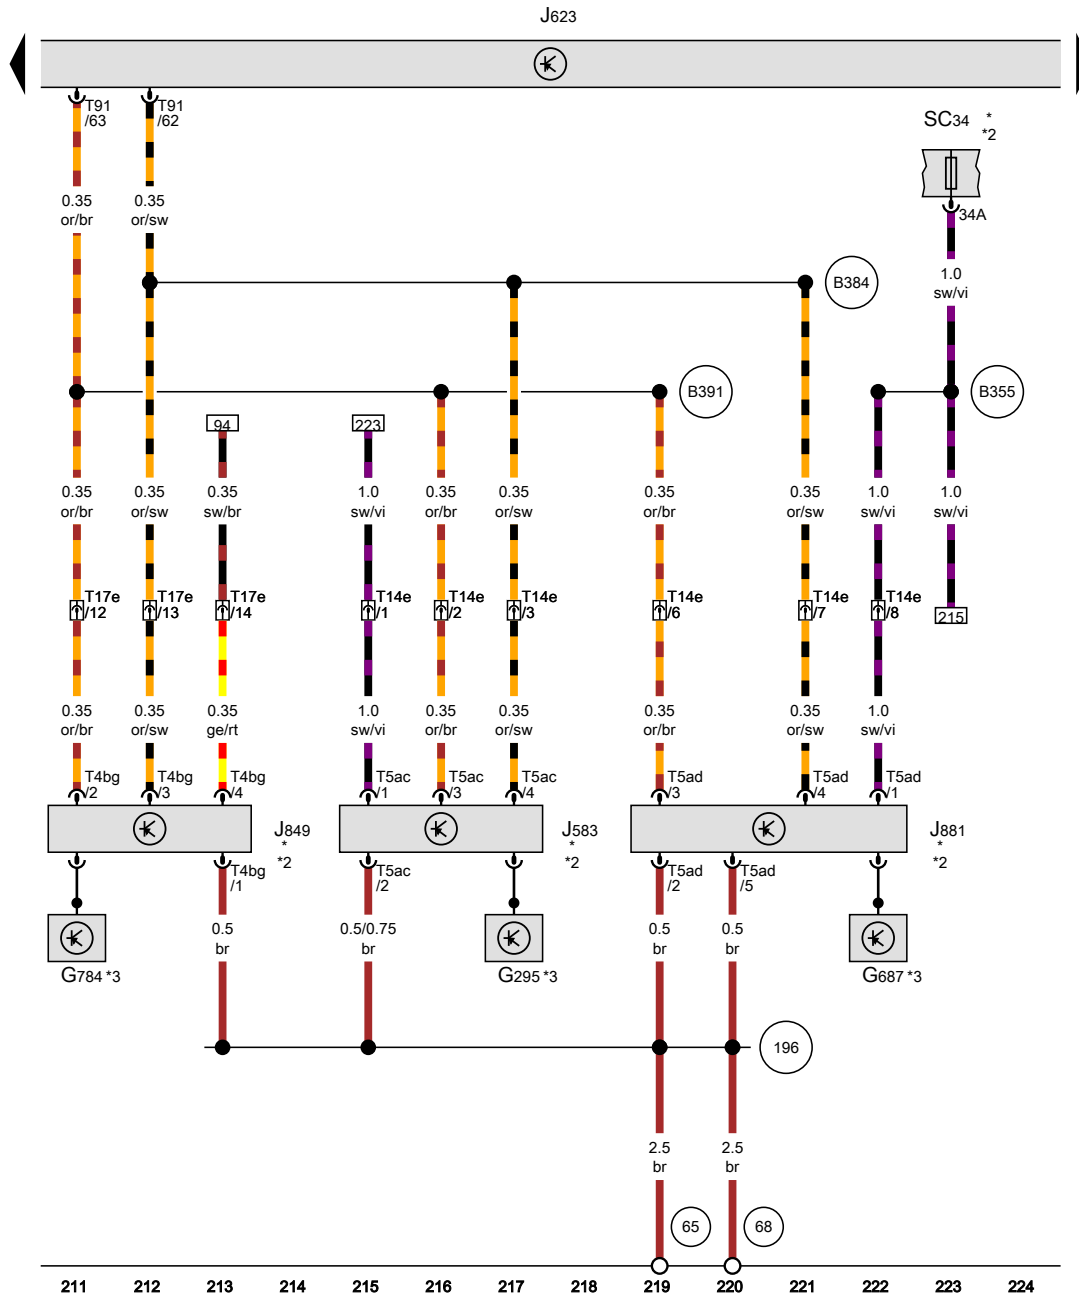 J623
T91
/63
T91
/62
SC34 *
*2
34A
0.35
or/br
0.35
or/sw
1.0
sw/vi
B384
B391
B355
94
223
0.35
or/br
0.35
or/sw
0.35
sw/br
1.0
sw/vi
0.35
or/br
0.35
or/sw
0.35
or/br
0.35
or/sw
1.0
sw/vi
1.0
sw/vi
T17e
/12
T17e
/13
T17e
/14
T14e
/1
T14e
/2
T14e
/3
T14e
/6
T14e
/7
T14e
/8
215
0.35
or/br
0.35
or/sw
0.35
ge/rt
1.0
sw/vi
0.35
or/br
0.35
or/sw
0.35
or/br
0.35
or/sw
1.0
sw/vi
T4bg
/2
T4bg
/3
T4bg
/4
T5ac
/1
T5ac
/3
T5ac
/4
T5ad
/3
T5ad
/4
T5ad
/1
J849
*
*2
J583
*
*2
J881
*
*2
T4bg
/1
T5ac
/2
T5ad
/2
T5ad
/5
0.5
br
0.5/0.75
br
0.5
br
0.5
br
G784 *3
G295 *3
G687 *3
196
2.5
br
2.5
br
65
68
211 212 213 214 215 216 217 218 219 220 221 222 223 224